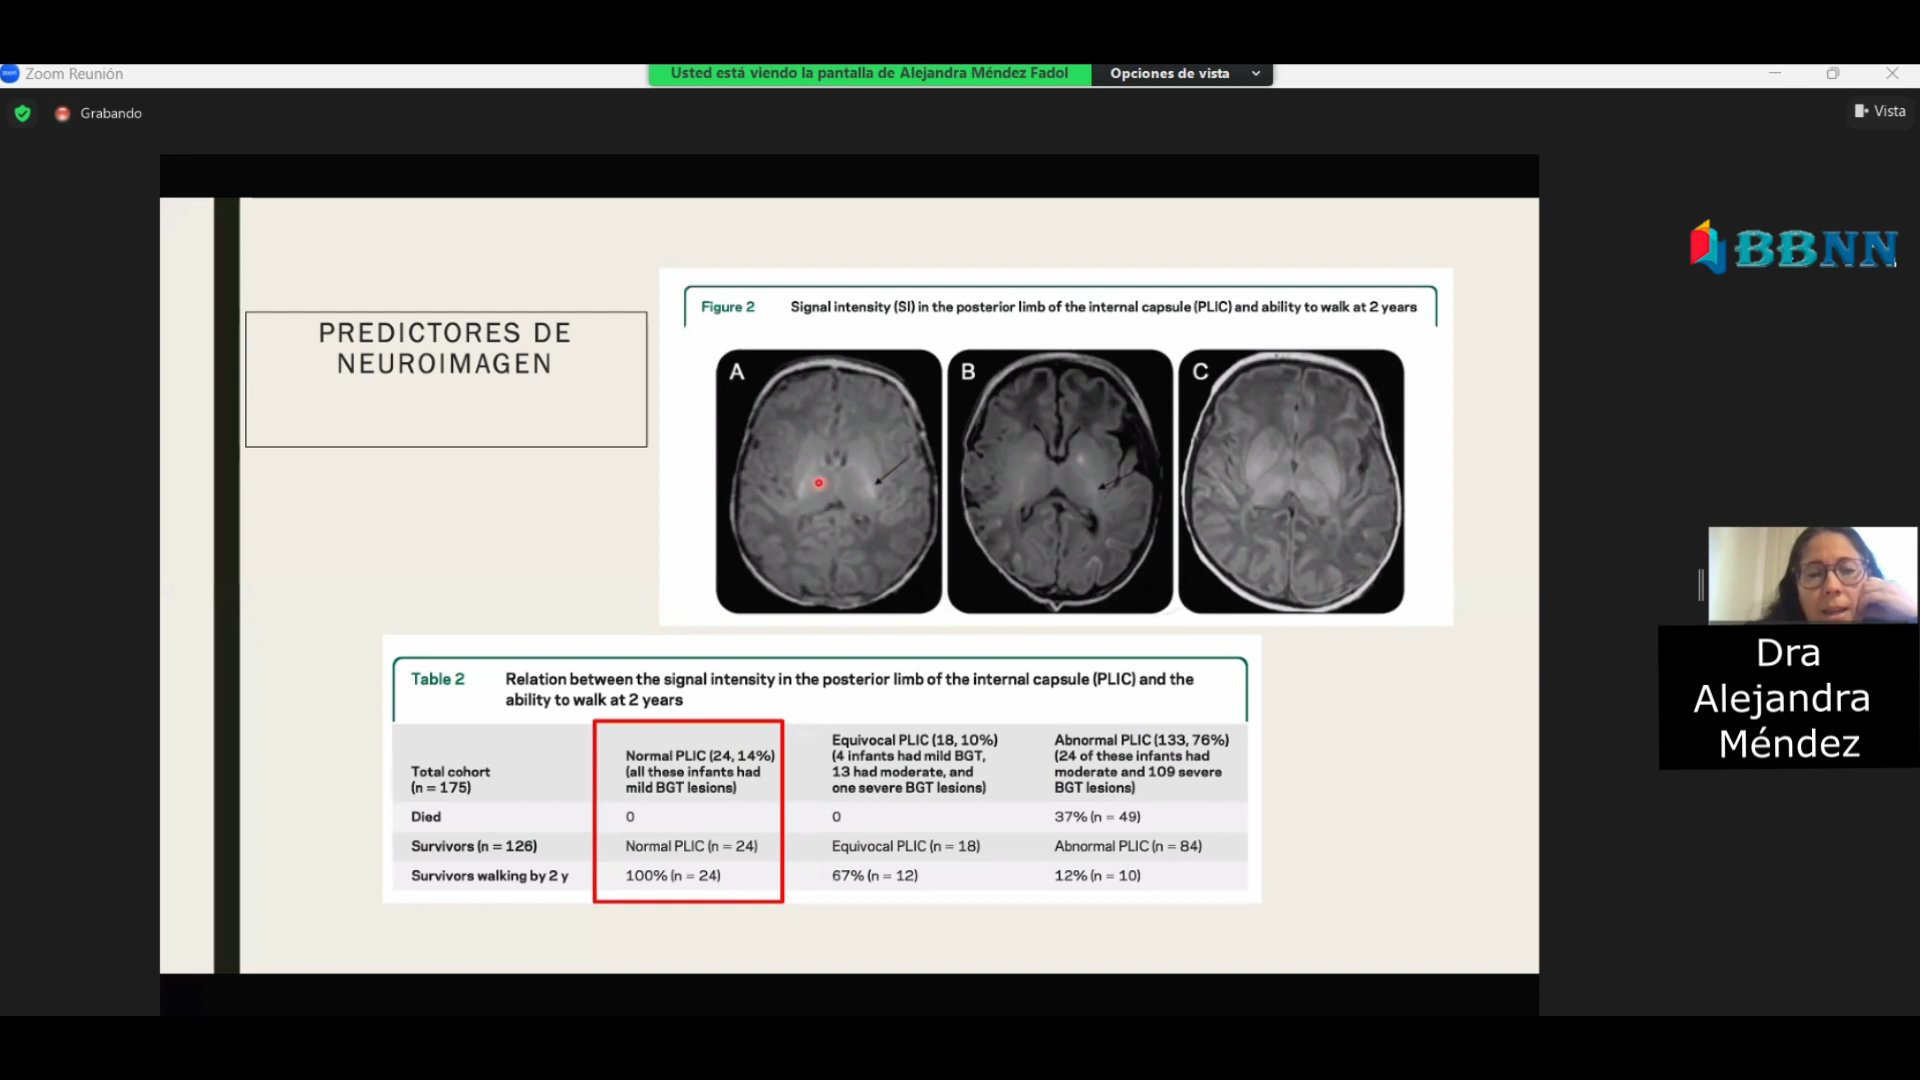 Zoom Reunión
Usted está viendo la pantalla de Alejandra Méndez Fadol
Opciones de vista
Grabando
Vista
BBNN
PREDICTORES DE
NEUROIMAGEN
Figure 2 Signal intensity (SI) in the posterior limb of the internal capsule (PLIC) and ability to walk at 2 years
A
B
C
Dra
Alejandra
Méndez
Table 2 Relation between the signal intensity in the posterior limb of the internal capsule (PLIC) and the
ability to walk at 2 years
Total cohort
(n = 175)
Normal PLIC (24, 14%)
(all these infants had
mild BGT lesions)
Equivocal PLIC (18, 10%)
(4 infants had mild BGT,
13 had moderate, and
one severe BGT lesions)
Abnormal PLIC (133, 76%)
(24 of these infants had
moderate and 109 severe
BGT lesions)
Died 0 0 37% (n = 49)
Survivors (n = 126) Normal PLIC (n = 24) Equivocal PLIC (n = 18) Abnormal PLIC (n = 84)
Survivors walking by 2 y 100% (n = 24) 67% (n = 12) 12% (n = 10)